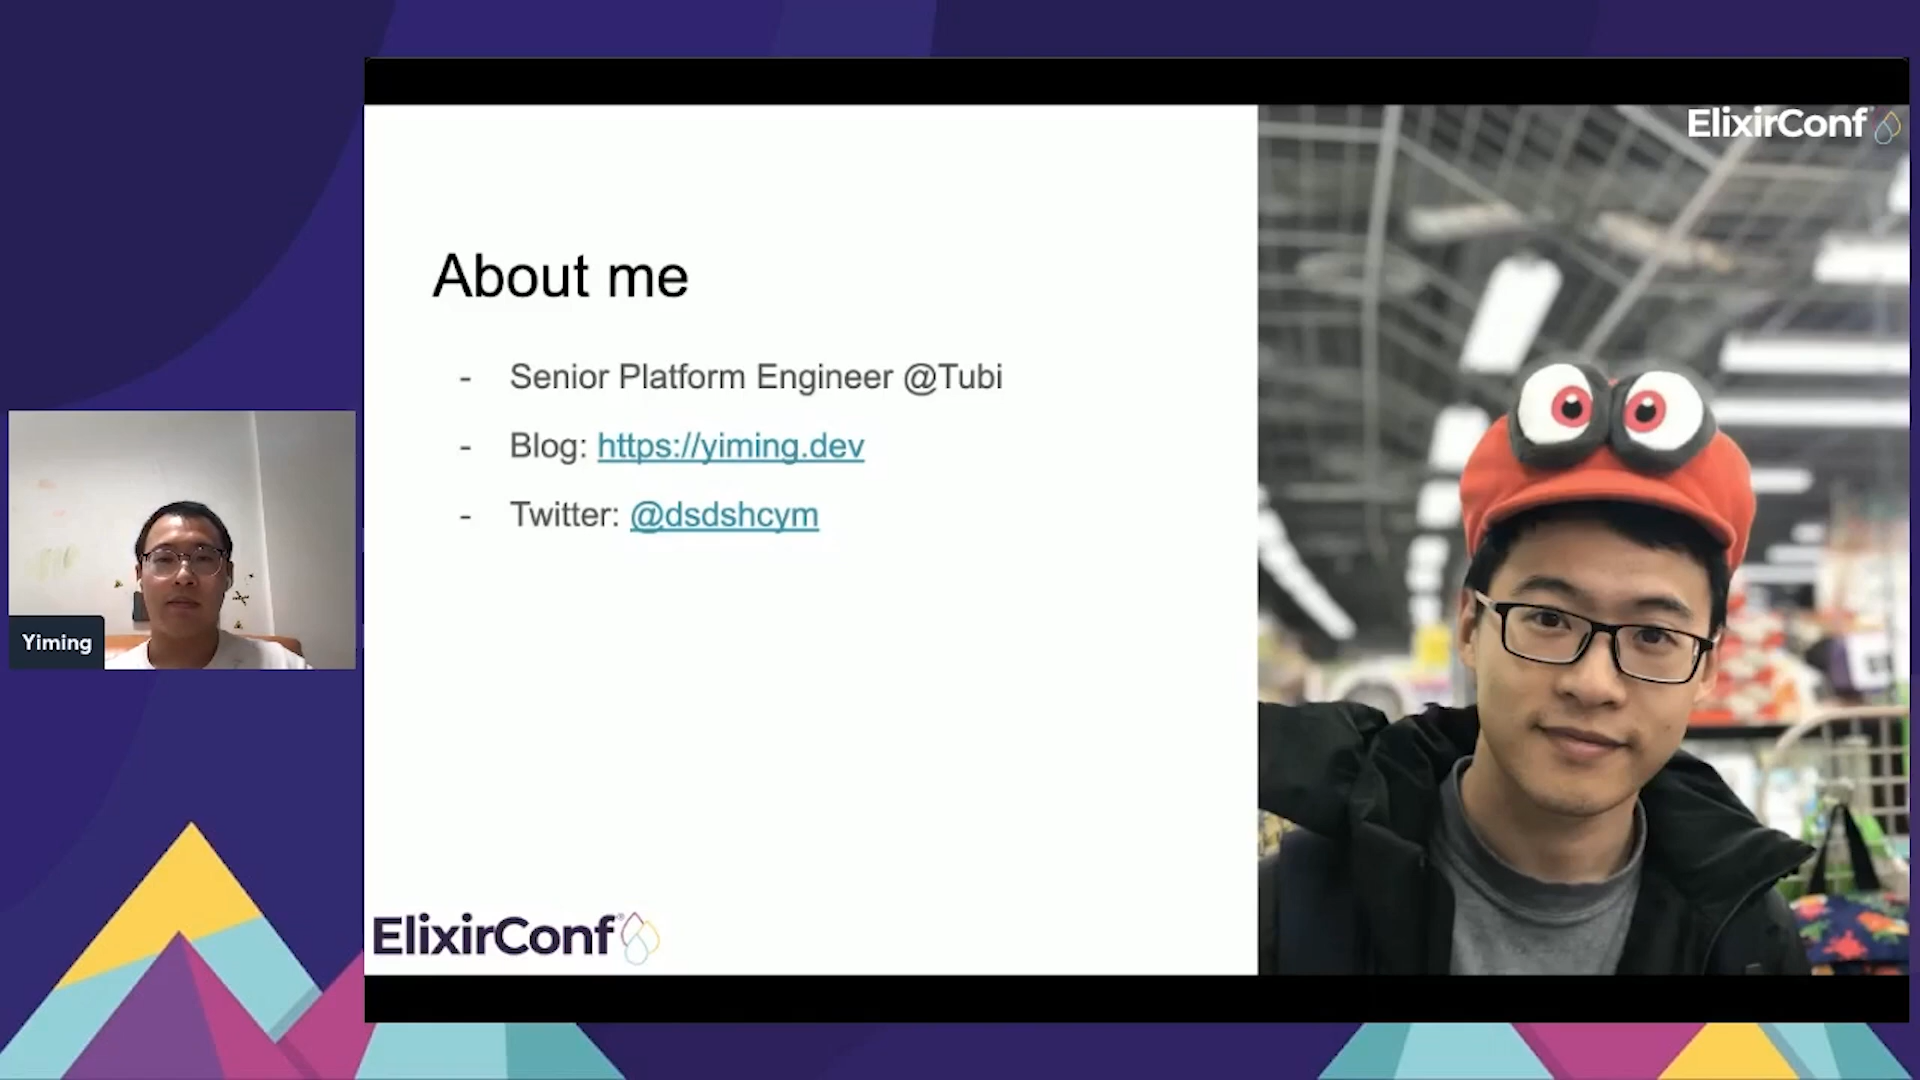 ElixirConf
About me
- Senior Platform Engineer @Tubi
- Blog: https://yiming.dev
- Twitter: @dsdshcym
Yiming
ElixirConf®